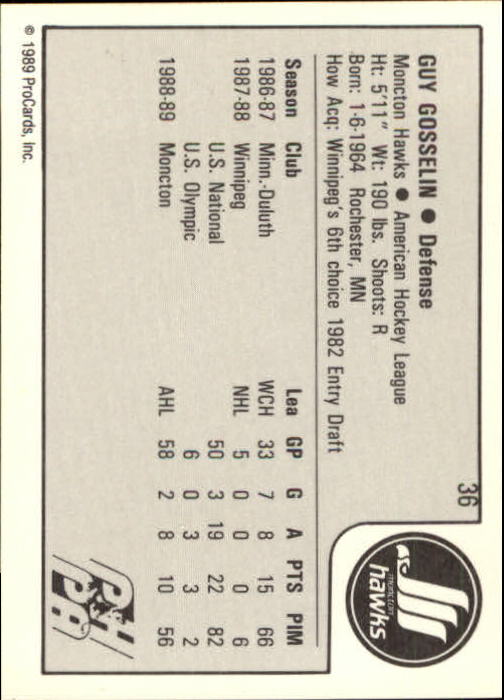 36
GUY GOSSELIN ● Defense
Moncton Hawks ● American Hockey League
Ht: 5'11" Wt: 190 lbs. Shoots: R
Born: 1-6-1964 Rochester, MN
How Acq: Winnipeg's 6th choice 1982 Entry Draft
moncton
hawks
Season Club Lea GP G A PTS PIM
1986-87 Minn.-Duluth WCH 33 7 8 15 66
1987-88 Winnipeg NHL 5 0 0 0 6
U.S. National 50 3 19 22 82
U.S. Olympic 6 0 3 3 2
1988-89 Moncton AHL 58 2 8 10 56
© 1989 ProCards, Inc.